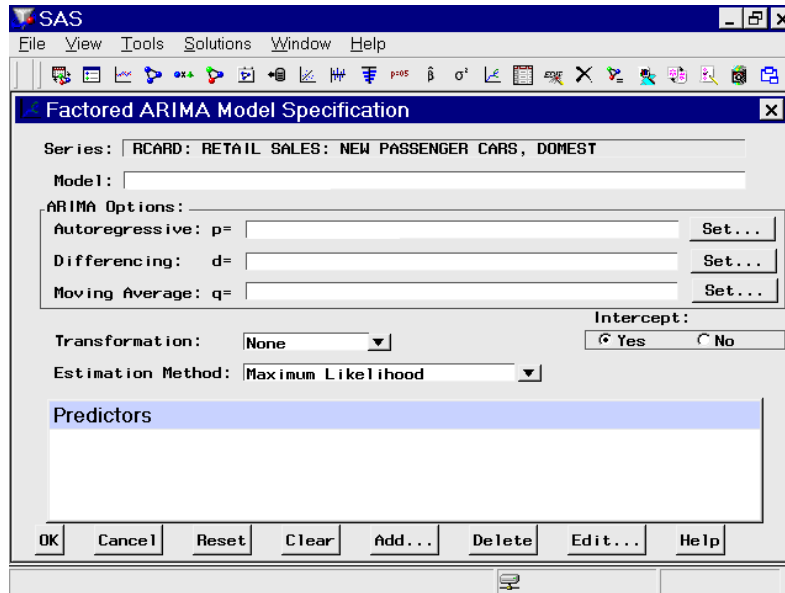 SAS
File View Tools Solutions Window Help
p=05 β̂ σ²
Factored ARIMA Model Specification
Series: RCARD: RETAIL SALES: NEW PASSENGER CARS, DOMEST
Model:
ARIMA Options:
Autoregressive: p= Set...
Differencing: d= Set...
Moving Average: q= Set...
Intercept:
Transformation: None Yes No
Estimation Method: Maximum Likelihood
Predictors
OK Cancel Reset Clear Add... Delete Edit... Help